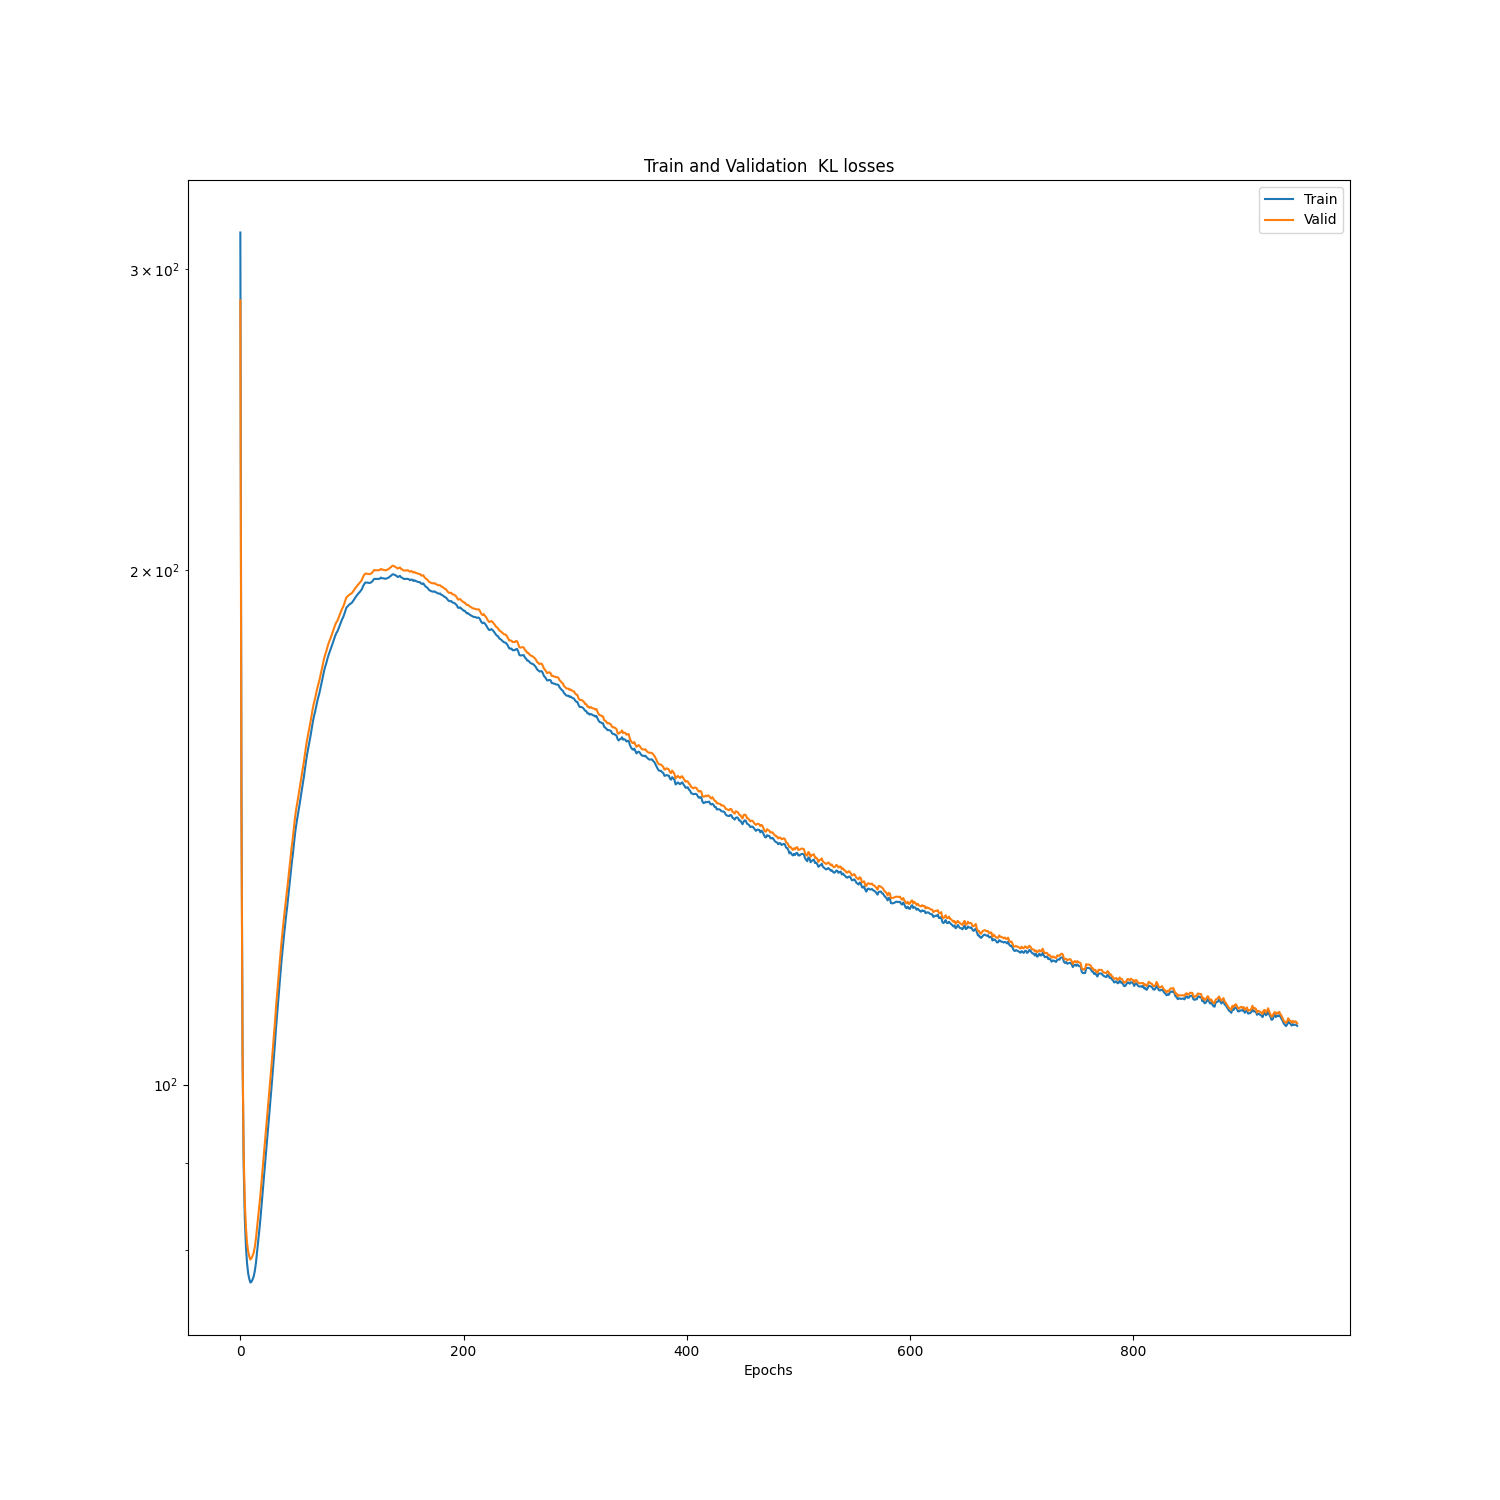 Train and Validation  KL losses
Train
Valid
3 × 10²
2 × 10²
10²
0 200 400 600 800
Epochs